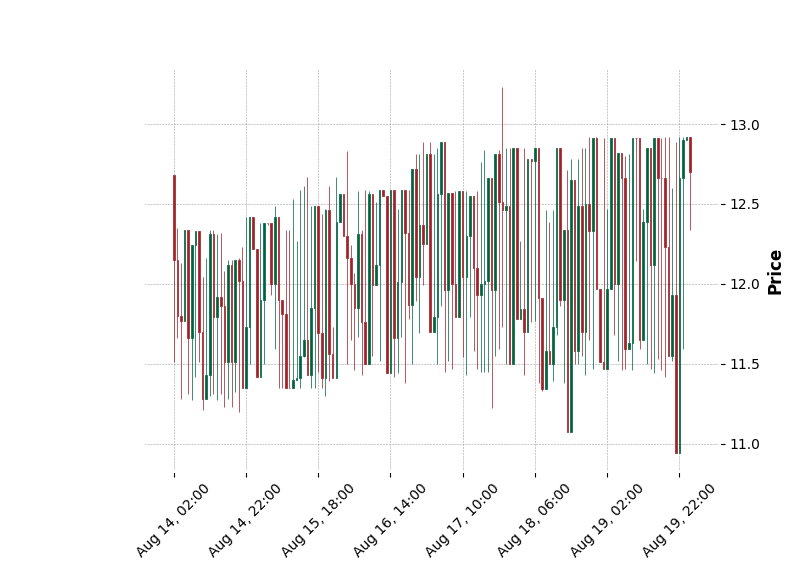 13.0
12.5
12.0
11.5
11.0
Price
Aug 14, 02:00
Aug 14, 22:00
Aug 15, 18:00
Aug 16, 14:00
Aug 17, 10:00
Aug 18, 06:00
Aug 19, 02:00
Aug 19, 22:00